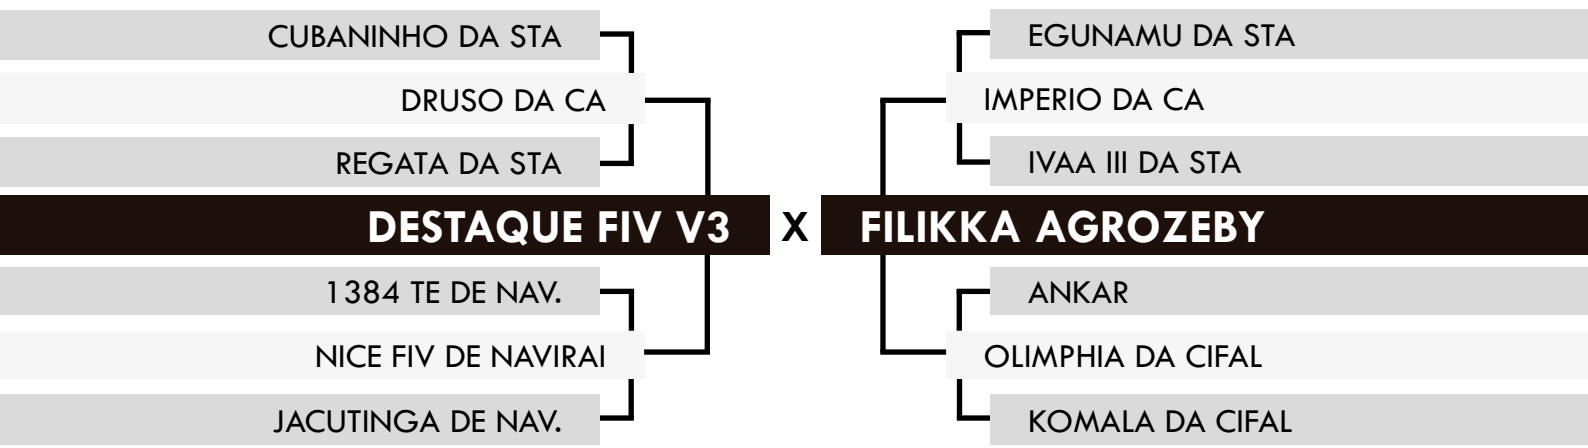 CUBANINHO DA STA
DRUSO DA CA
REGATA DA STA
EGUNAMU DA STA
IMPERIO DA CA
IVAA III DA STA
DESTAQUE FIV V3 X FILIKKA AGROZEBY
1384 TE DE NAV.
NICE FIV DE NAVIRAI
JACUTINGA DE NAV.
ANKAR
OLIMPHIA DA CIFAL
KOMALA DA CIFAL